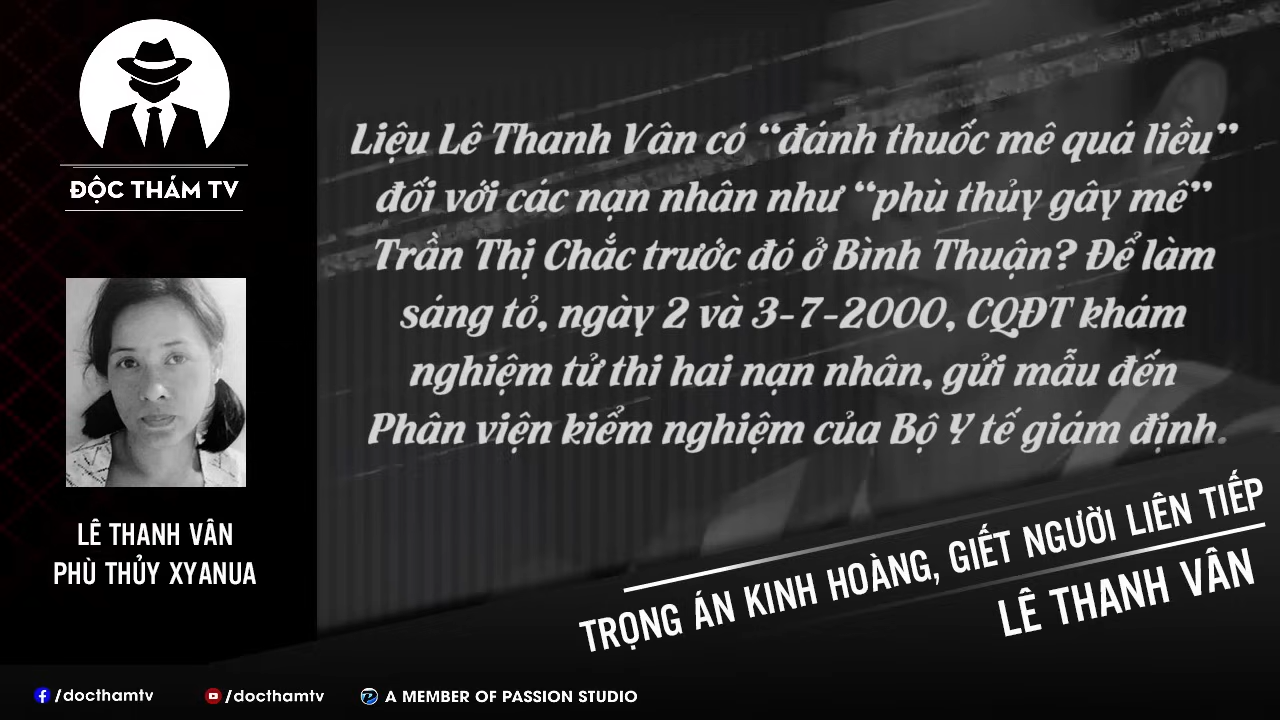 ĐỘC THÁM TV
LÊ THANH VÂN
PHÙ THỦY XYANUA
Liệu Lê Thanh Vân có “đánh thuốc mê quá liều”
đối với các nạn nhân như “phù thủy gây mê”
Trần Thị Chắc trước đó ở Bình Thuận? Để làm
sáng tỏ, ngày 2 và 3-7-2000, CQĐT khám
nghiệm tử thi hai nạn nhân, gửi mẫu đến
Phân viện kiểm nghiệm của Bộ Y tế giám định.
TRỌNG ÁN KINH HOÀNG, GIẾT NGƯỜI LIÊN TIẾP
LÊ THANH VÂN
/docthamtv
/docthamtv
A MEMBER OF PASSION STUDIO